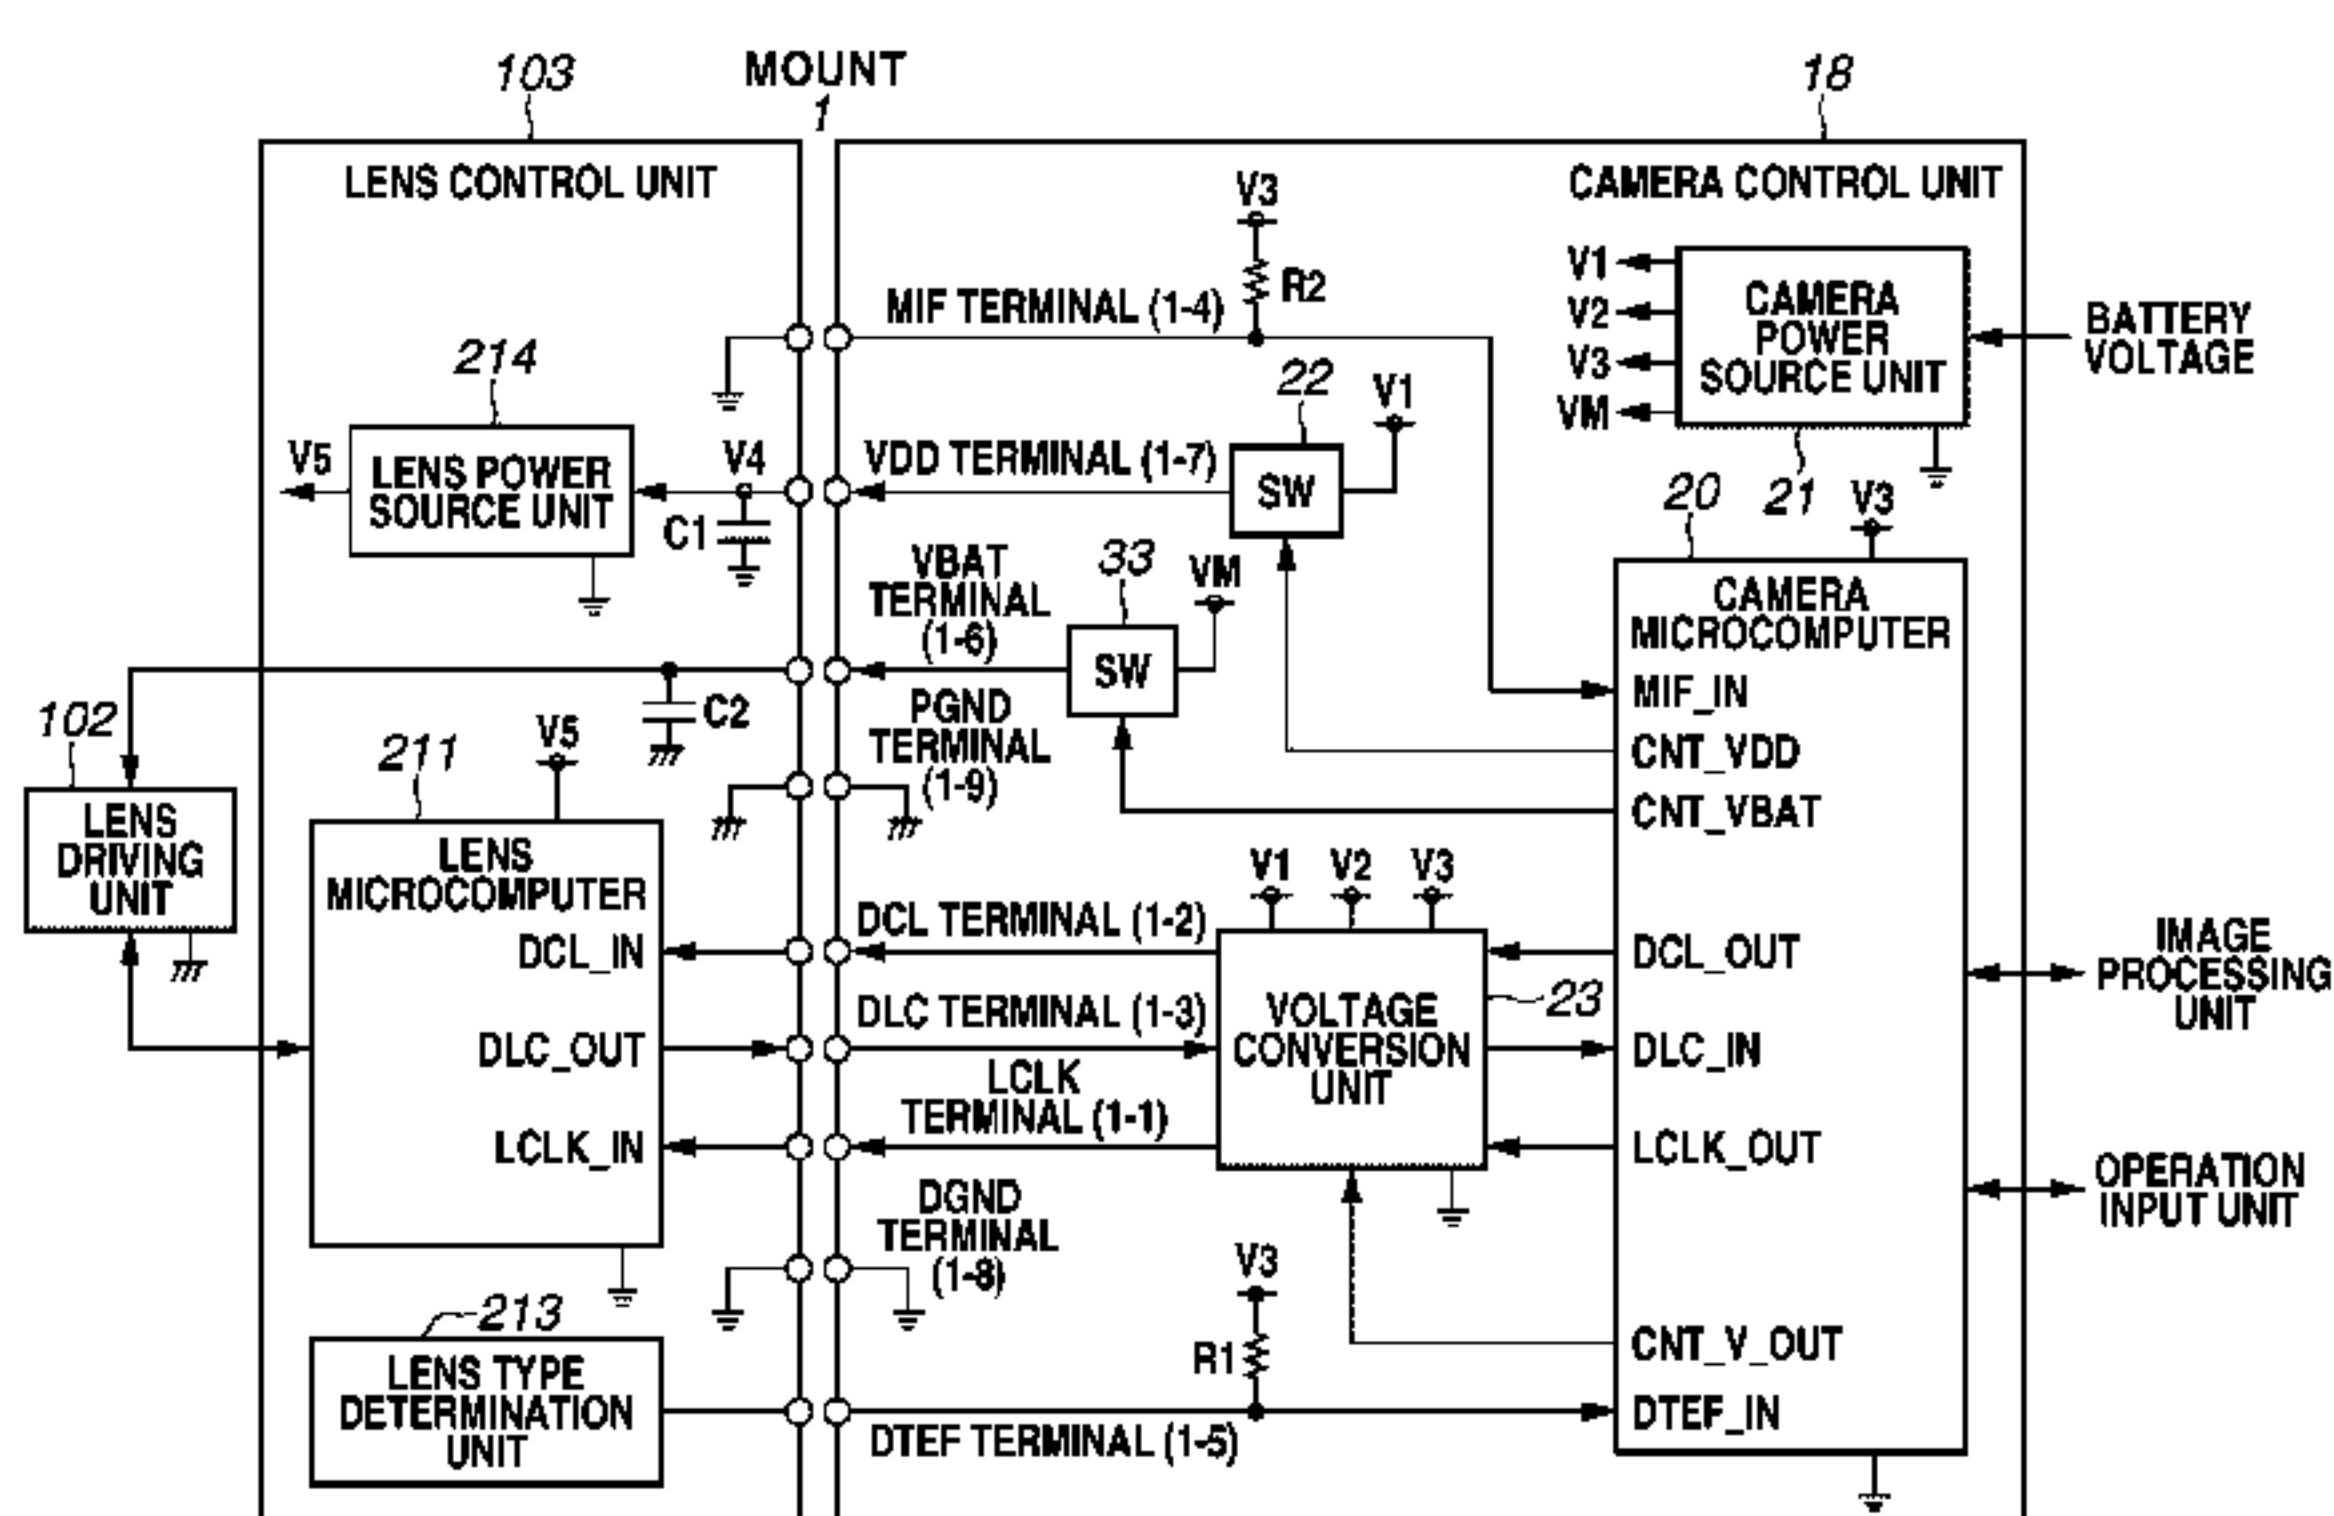 MOUNT
1
103
LENS CONTROL UNIT
18
CAMERA CONTROL UNIT
V3
R2
MIF TERMINAL (1-4)
V1
V2
V3
VM
CAMERA
POWER
SOURCE UNIT
21
BATTERY
VOLTAGE
214
V5
LENS POWER
SOURCE UNIT
V4
C1
VDD TERMINAL (1-7)
22
SW
V1
VBAT
TERMINAL
(1-6)
33
SW
VM
PGND
TERMINAL
(1-9)
C2
20
V3
CAMERA
MICROCOMPUTER
MIF_IN
CNT_VDD
CNT_VBAT
DCL_OUT
DLC_IN
LCLK_OUT
CNT_V_OUT
DTEF_IN
102
LENS
DRIVING
UNIT
211
V5
LENS
MICROCOMPUTER
DCL_IN
DLC_OUT
LCLK_IN
DCL TERMINAL (1-2)
DLC TERMINAL (1-3)
LCLK
TERMINAL (1-1)
V1
V2
V3
VOLTAGE
CONVERSION
UNIT
23
IMAGE
PROCESSING
UNIT
OPERATION
INPUT UNIT
DGND
TERMINAL
(1-8)
213
LENS TYPE
DETERMINATION
UNIT
V3
R1
DTEF TERMINAL (1-5)